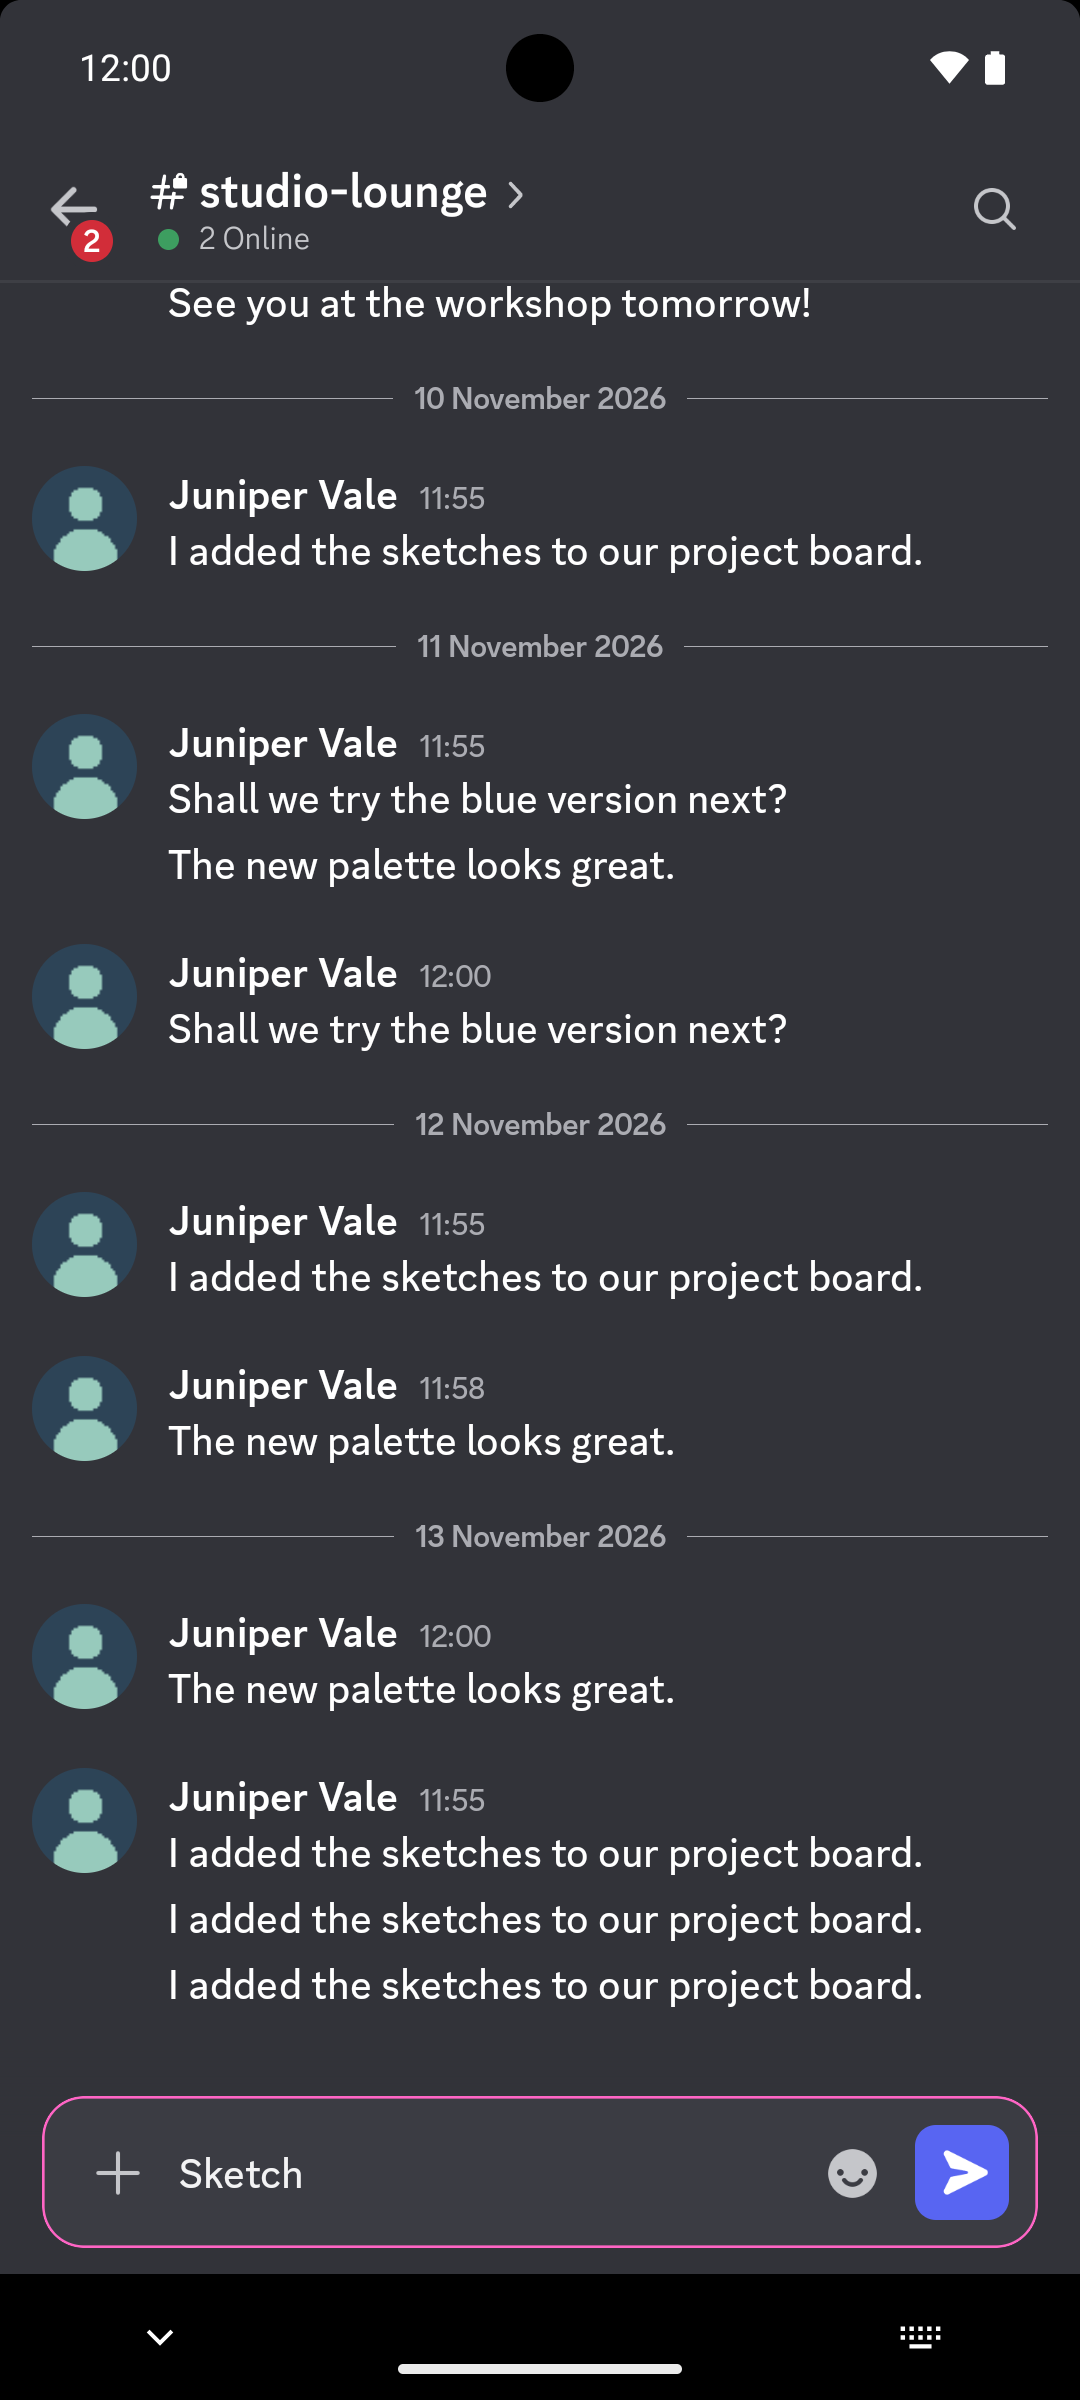 12:00
studio-lounge
2
2 Online
See you at the workshop tomorrow!
10 November 2026
Juniper Vale 11:55
I added the sketches to our project board.
11 November 2026
Juniper Vale 11:55
Shall we try the blue version next?
The new palette looks great.
Juniper Vale 12:00
Shall we try the blue version next?
12 November 2026
Juniper Vale 11:55
I added the sketches to our project board.
Juniper Vale 11:58
The new palette looks great.
13 November 2026
Juniper Vale 12:00
The new palette looks great.
Juniper Vale 11:55
I added the sketches to our project board.
I added the sketches to our project board.
I added the sketches to our project board.
Sketch